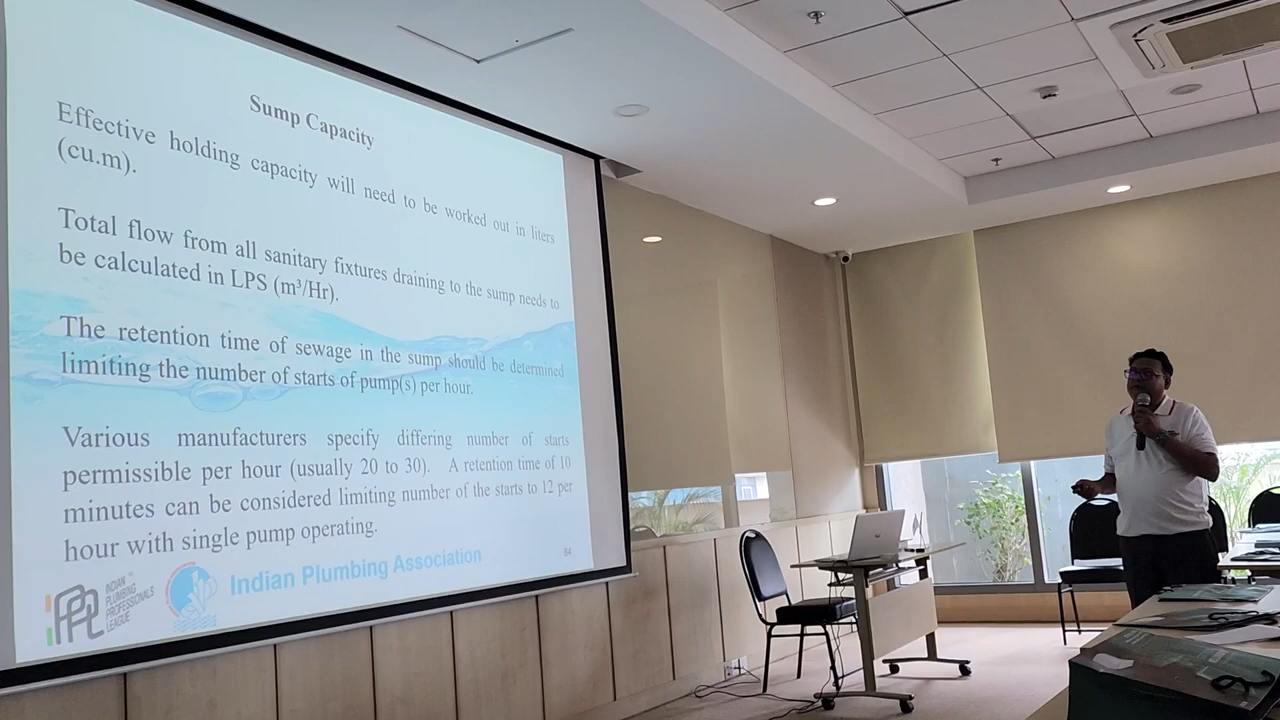 Sump Capacity
Effective holding capacity will need to be worked out in liters
(cu.m).
Total flow from all sanitary fixtures draining to the sump needs to
be calculated in LPS (m³/Hr).
The retention time of sewage in the sump should be determined
limiting the number of starts of pump(s) per hour.
Various manufacturers specify differing number of starts
permissible per hour (usually 20 to 30). A retention time of 10
minutes can be considered limiting number of the starts to 12 per
hour with single pump operating.
84
IPPL
INDIAN
PLUMBING
PROFESSIONALS
LEAGUE
TM
Indian Plumbing Association